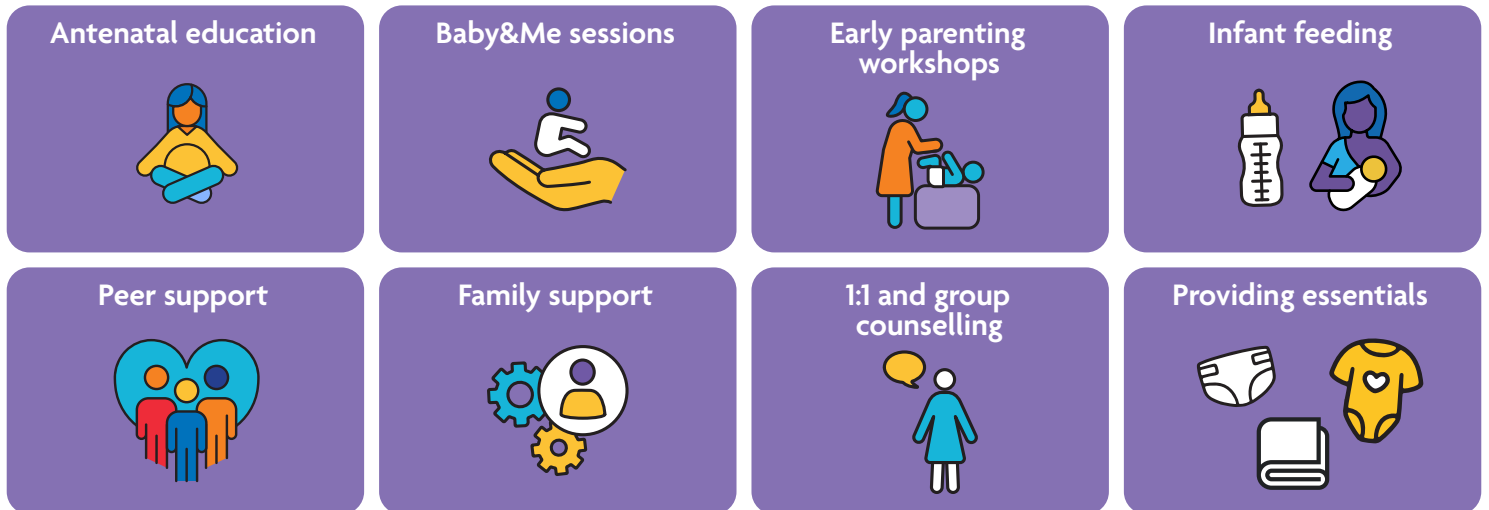 Antenatal education
Baby&Me sessions
Early parenting
workshops
Infant feeding
Peer support
Family support
1:1 and group
counselling
Providing essentials